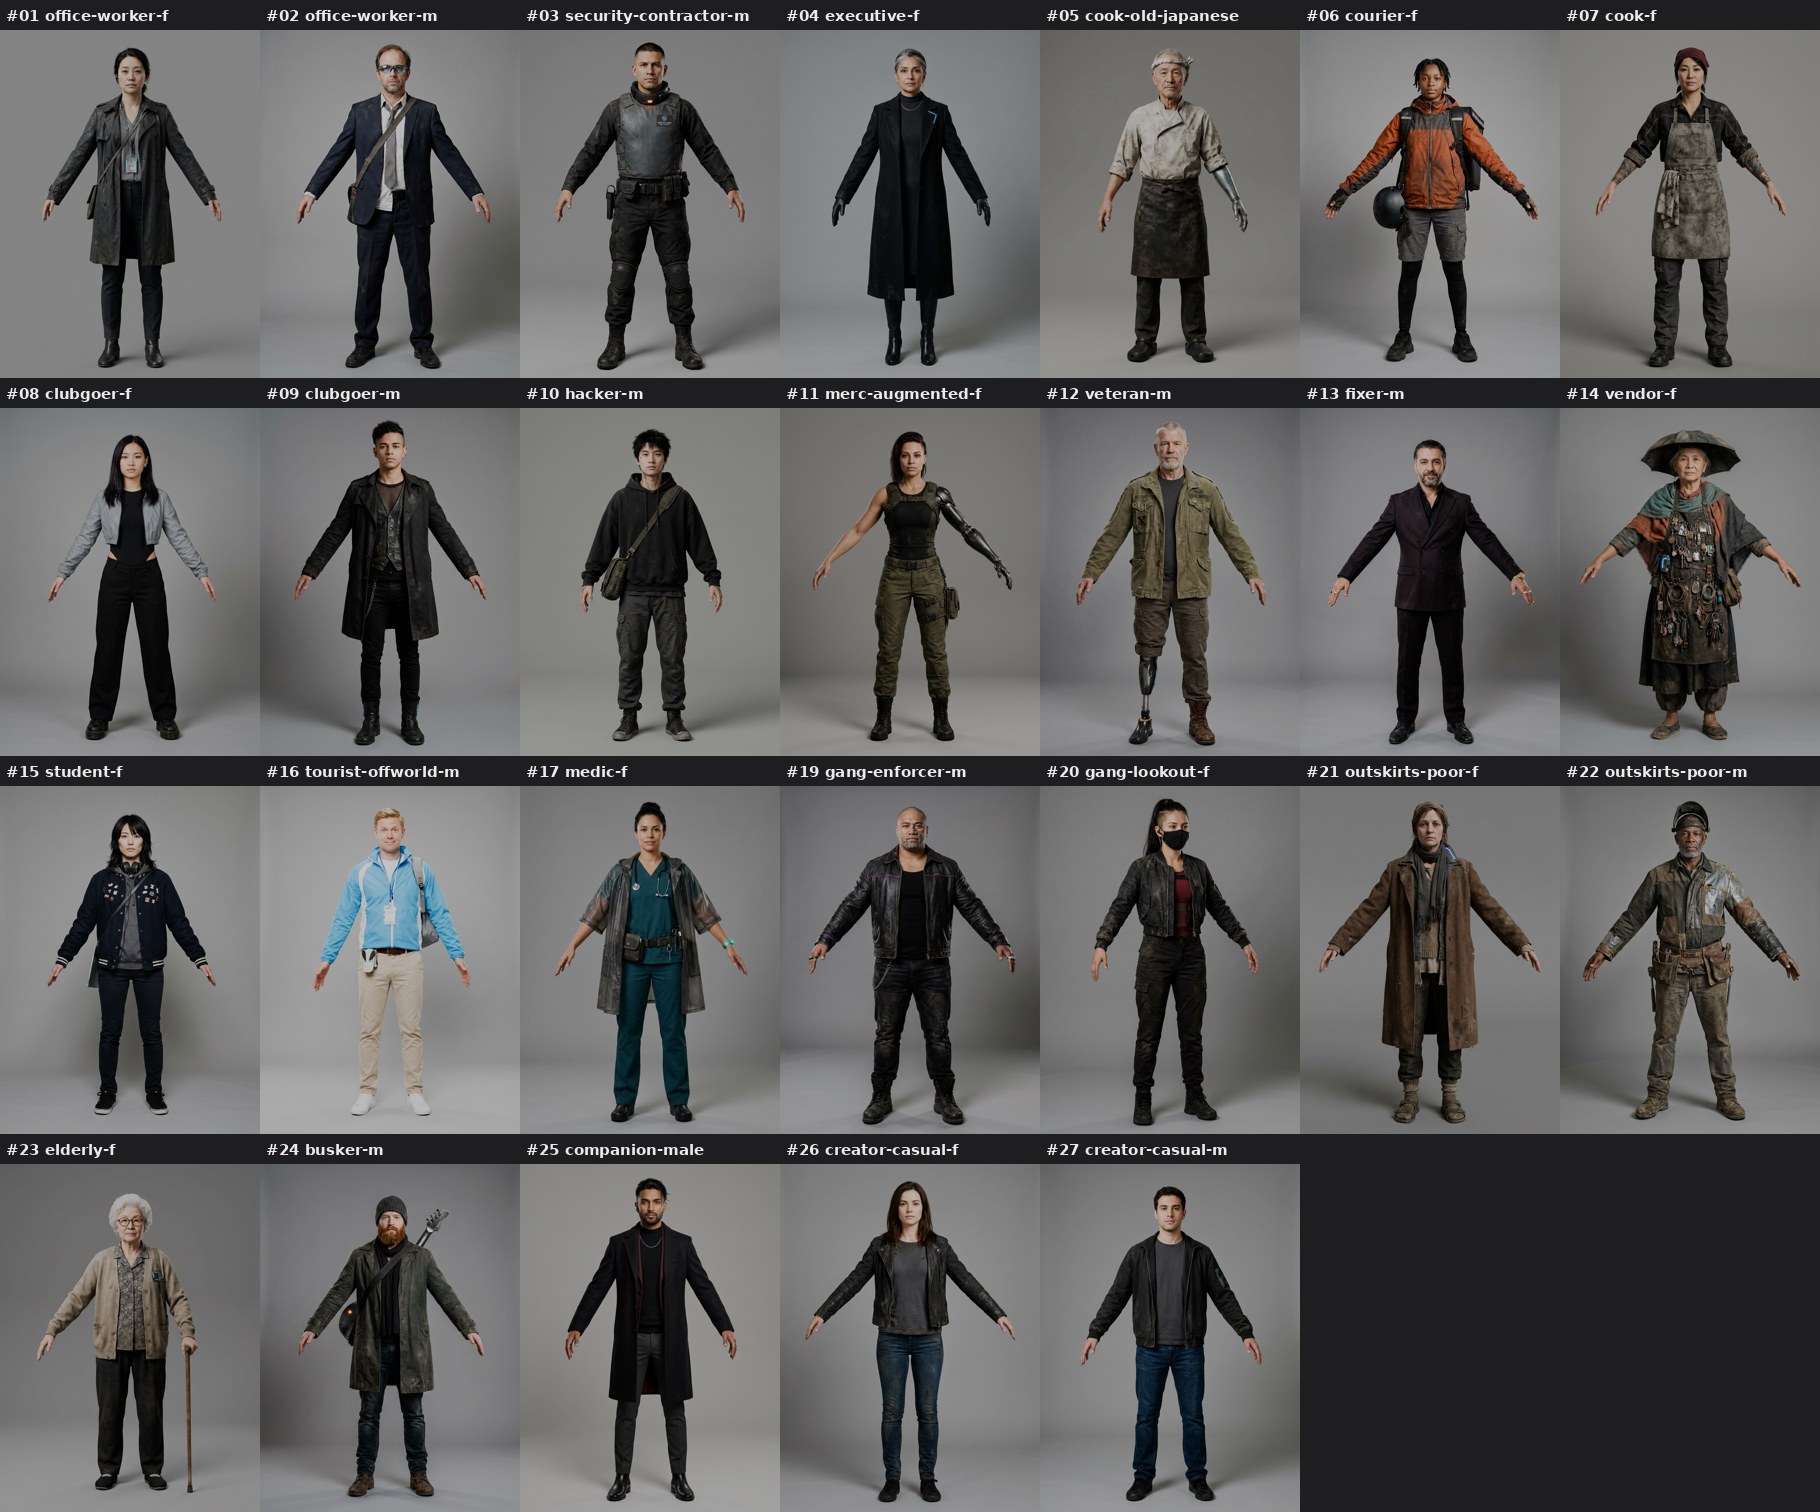 #01 office-worker-f
#02 office-worker-m
#03 security-contractor-m
#04 executive-f
#05 cook-old-japanese
#06 courier-f
#07 cook-f
#08 clubgoer-f
#09 clubgoer-m
#10 hacker-m
#11 merc-augmented-f
#12 veteran-m
#13 fixer-m
#14 vendor-f
#15 student-f
#16 tourist-offworld-m
#17 medic-f
#19 gang-enforcer-m
#20 gang-lookout-f
#21 outskirts-poor-f
#22 outskirts-poor-m
#23 elderly-f
#24 busker-m
#25 companion-male
#26 creator-casual-f
#27 creator-casual-m